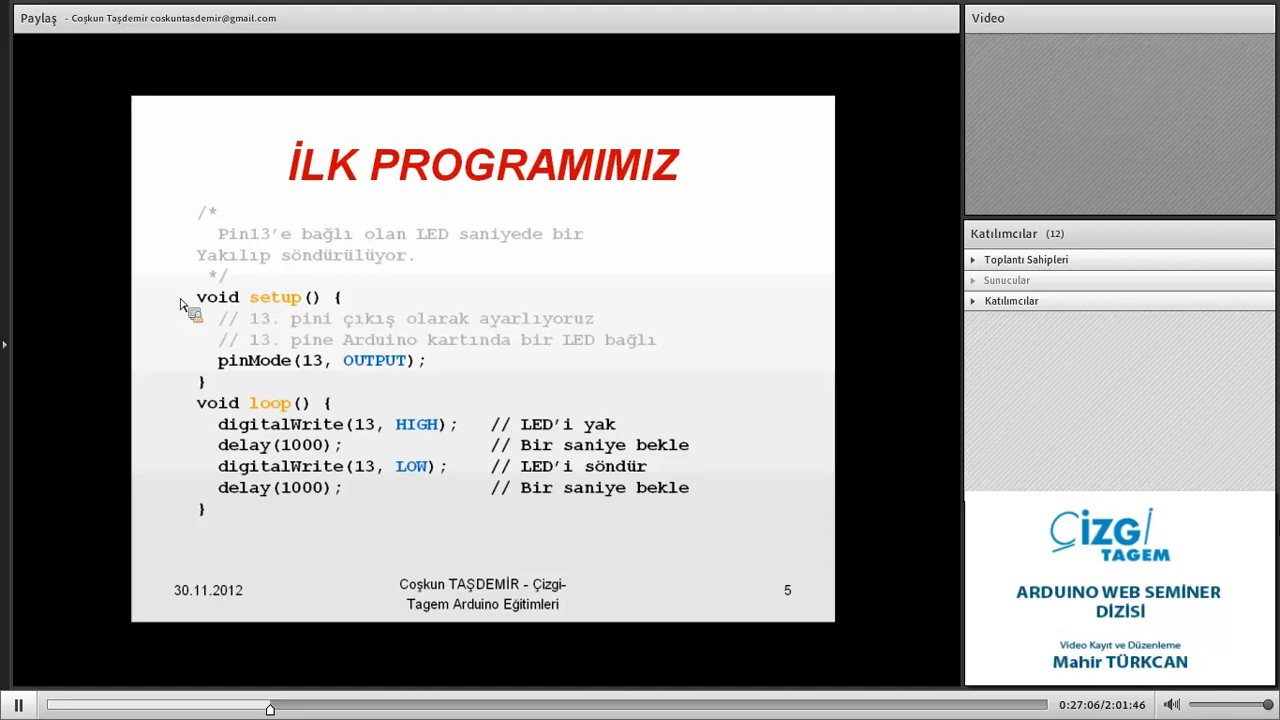 Paylaş - Coşkun Taşdemir coskuntasdemir@gmail.com
Video
İLK PROGRAMIMIZ
/*
Pin13’e bağlı olan LED saniyede bir
Yakılıp söndürülüyor.
*/
void setup() {
// 13. pini çıkış olarak ayarlıyoruz
// 13. pine Arduino kartında bir LED bağlı
pinMode(13, OUTPUT);
}
void loop() {
digitalWrite(13, HIGH); // LED’i yak
delay(1000); // Bir saniye bekle
digitalWrite(13, LOW); // LED’i söndür
delay(1000); // Bir saniye bekle
}
30.11.2012
Coşkun TAŞDEMİR - Çizgi-
Tagem Arduino Eğitimleri
5
Katılımcılar (12)
Toplantı Sahipleri
Sunucular
Katılımcılar
ÇiZGİ
TAGEM
ARDUINO WEB SEMİNER
DİZİSİ
Video Kayıt ve Düzenleme
Mahir TÜRKCAN
0:27:06/2:01:46